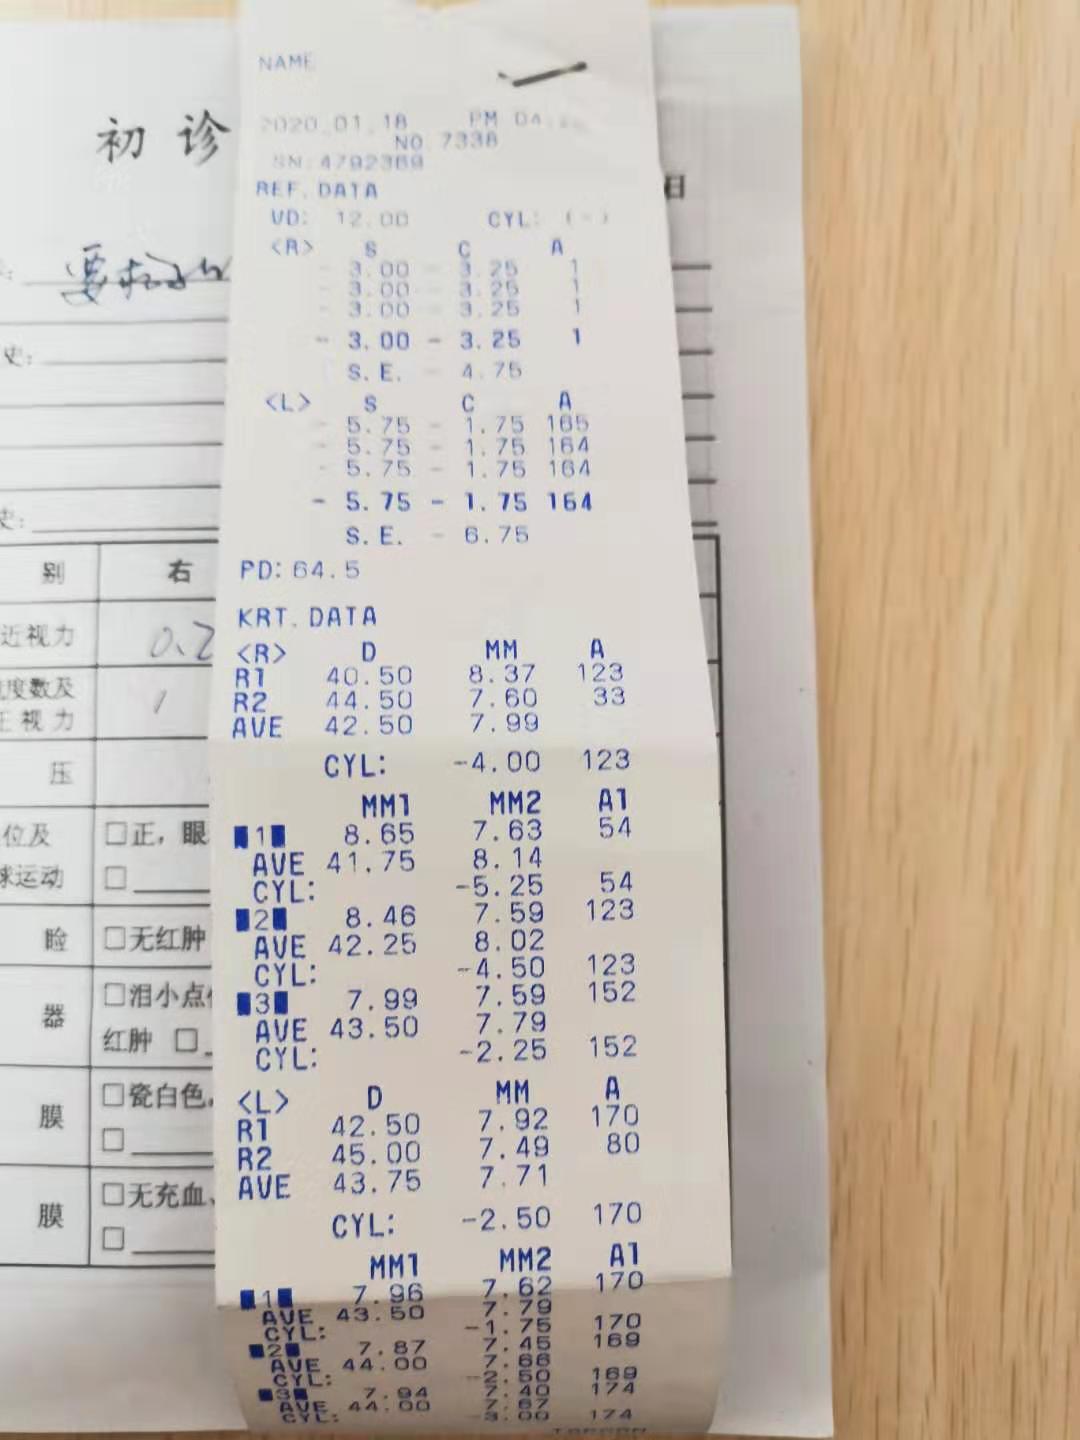 初诊
日
史:
史:
别 右
近视力 0.2
度数及
正视力 1
压
位及 □正，眼
球运动 □
睑 □无红肿
器 □泪小点
红肿 □
膜 □瓷白色
□
膜 □无充血、
□
NAME
2020.01.18 PM 04
NO 7338
SN:4792369
REF.DATA
VD: 12.00 CYL: (-)
<R> S C A
- 3.00 - 3.25 1
- 3.00 - 3.25 1
- 3.00 - 3.25 1
- 3.00 - 3.25 1
S.E. - 4.75
<L> S C A
- 5.75 - 1.75 165
- 5.75 - 1.75 164
- 5.75 - 1.75 164
- 5.75 - 1.75 164
S.E. - 6.75
PD: 64.5
KRT.DATA
<R> D MM A
R1 40.50 8.37 123
R2 44.50 7.60 33
AVE 42.50 7.99
CYL: -4.00 123
MM1 MM2 A1
■1■ 8.65 7.63 54
AVE 41.75 8.14
CYL: -5.25 54
■2■ 8.46 7.59 123
AVE 42.25 8.02
CYL: -4.50 123
■3■ 7.99 7.59 152
AVE 43.50 7.79
CYL: -2.25 152
<L> D MM A
R1 42.50 7.92 170
R2 45.00 7.49 80
AVE 43.75 7.71
CYL: -2.50 170
MM1 MM2 A1
■1■ 7.96 7.62 170
AVE 43.50 7.79
CYL: -1.75 170
■2■ 7.87 7.45 169
AVE 44.00 7.66
CYL: -2.50 169
■3■ 7.94 7.40 174
AVE 44.00 7.67
CYL: -3.00 174